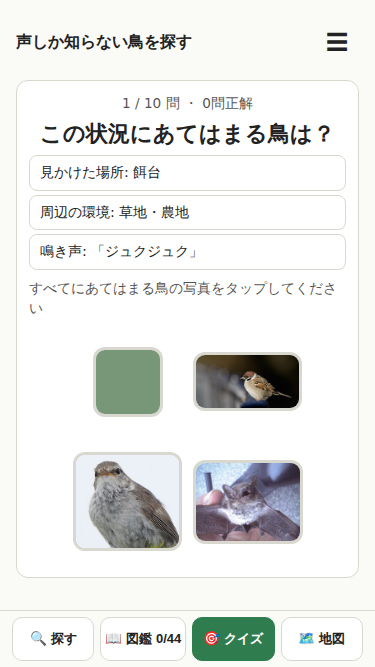 声しか知らない鳥を探す
1 / 10 問 ・ 0問正解
この状況にあてはまる鳥は？
見かけた場所: 餌台
周辺の環境: 草地・農地
鳴き声: 「ジュクジュク」
すべてにあてはまる鳥の写真をタップしてくださ
い
探す
図鑑 0/44
クイズ
地図